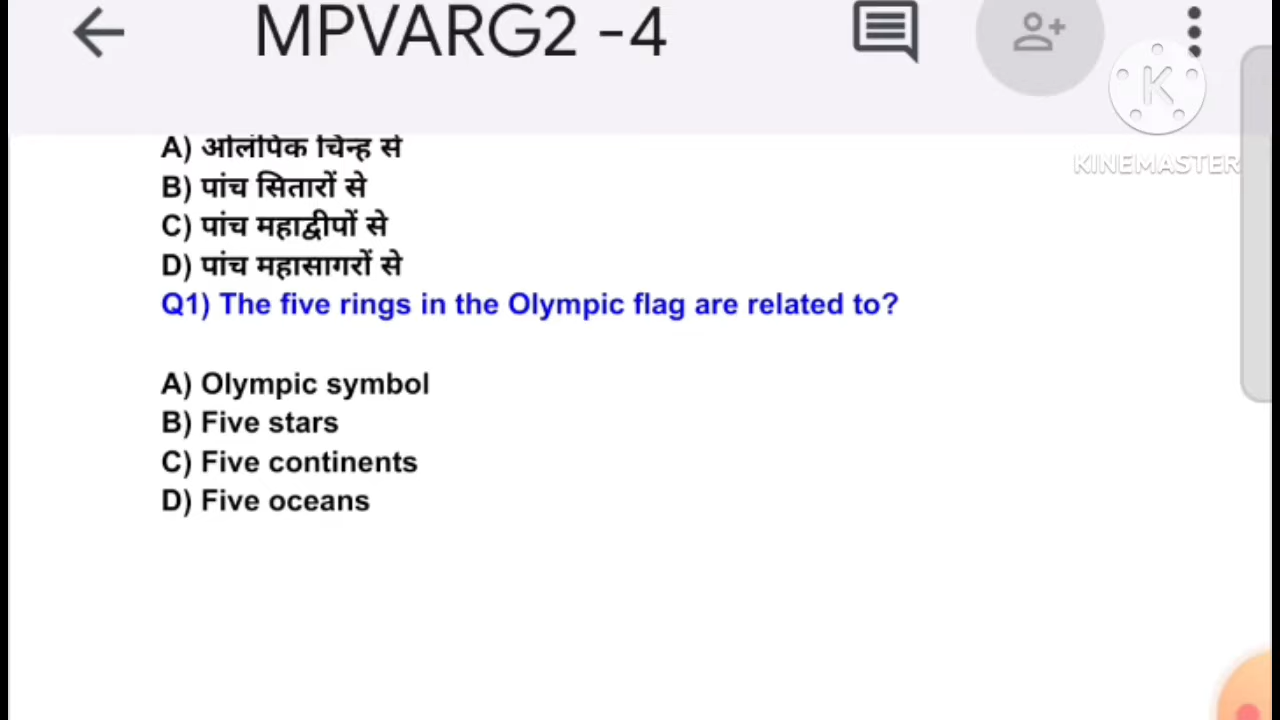 MPVARG2 -4
KINEMASTER
A) ओलंपिक चिन्ह से
B) पांच सितारों से
C) पांच महाद्वीपों से
D) पांच महासागरों से
Q1) The five rings in the Olympic flag are related to?
A) Olympic symbol
B) Five stars
C) Five continents
D) Five oceans